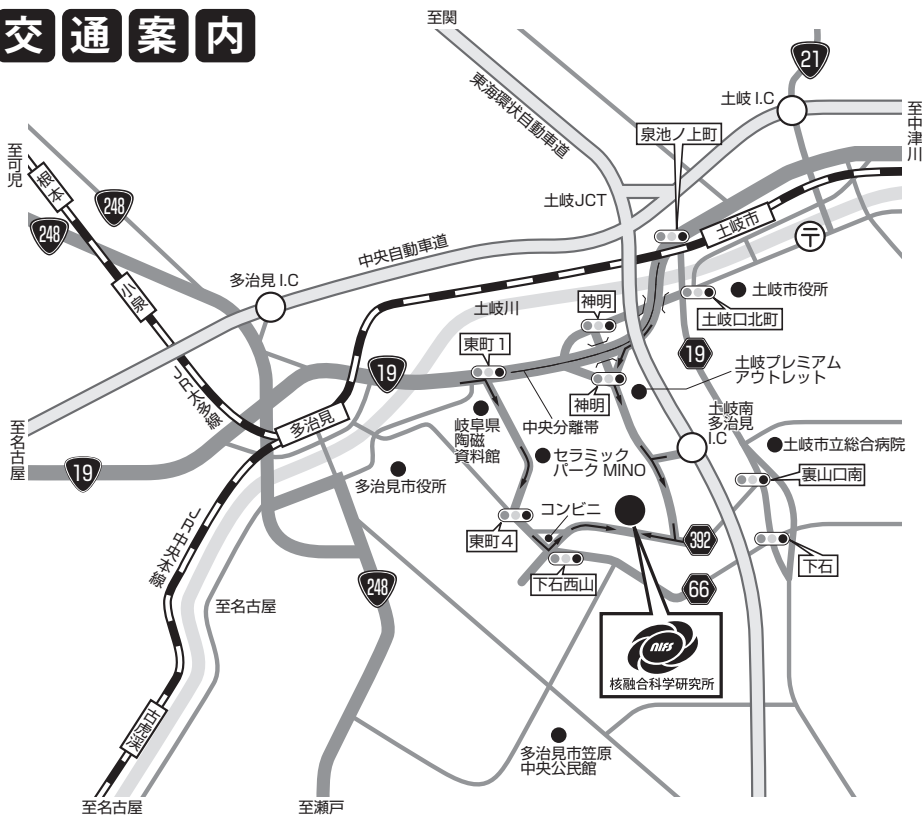 交通案内
至関
21
土岐 I.C
東海環状自動車道
泉池ノ上町
至中津川
至可児
根本
248
248
土岐JCT
土岐市
〒
中央自動車道
小泉
多治見 I.C
土岐川
神明
土岐市役所
土岐口北町
東町 1
19
19
JR太多線
土岐プレミアム
アウトレット
神明
多治見
中央分離帯
土岐南
多治見
I.C
岐阜県
陶磁
資料館
至名古屋
土岐市立総合病院
セラミック
パーク MINO
19
裏山口南
多治見市役所
コンビニ
JR中央本線
東町 4
392
下石
下石西山
66
248
至名古屋
NIFS
核融合科学研究所
古虎渓
多治見市笠原
中央公民館
至名古屋
至瀬戸